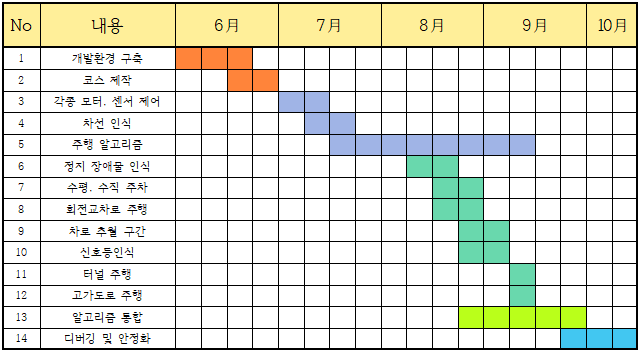 No 내용 6月 7月 8月 9月 10月
1 개발환경 구축
2 코스 제작
3 각종 모터, 센서 제어
4 차선 인식
5 주행 알고리즘
6 정지 장애물 인식
7 수평, 수직 주차
8 회전교차로 주행
9 차로 추월 구간
10 신호등인식
11 터널 주행
12 고가도로 주행
13 알고리즘 통합
14 디버깅 및 안정화